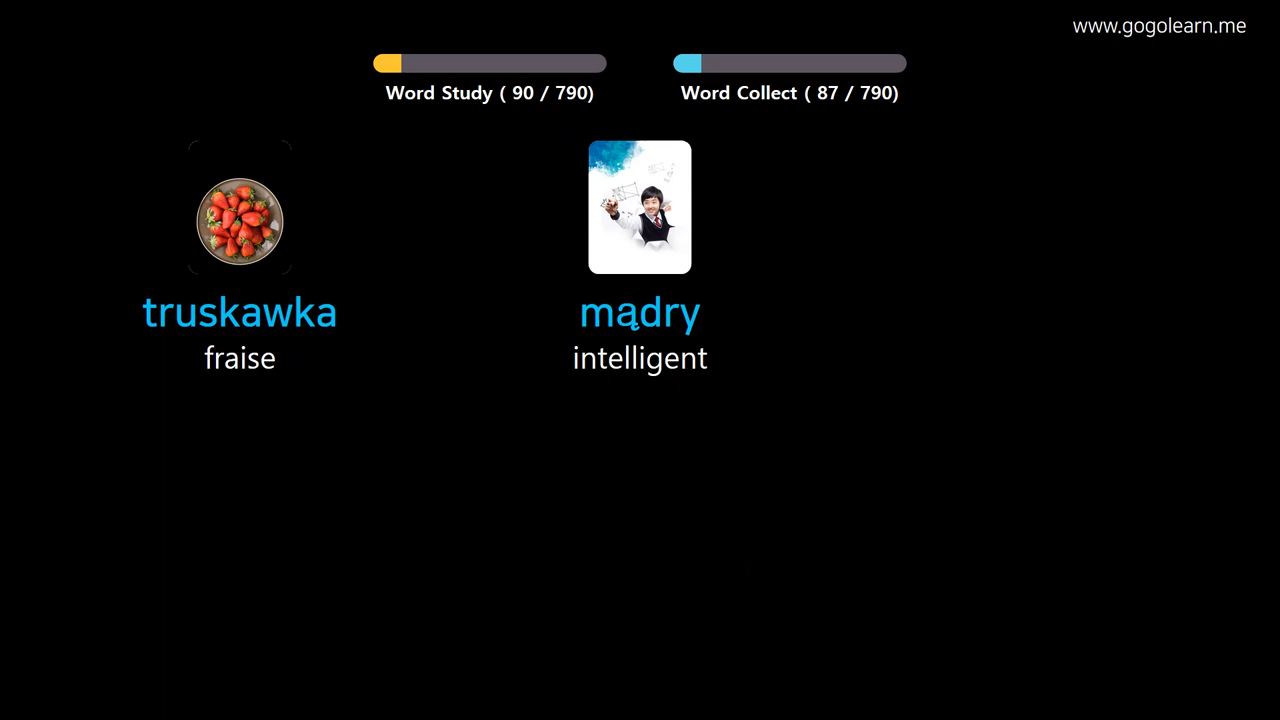 www.gogolearn.me
Word Study ( 90 / 790)
Word Collect ( 87 / 790)
truskawka
fraise
mądry
intelligent